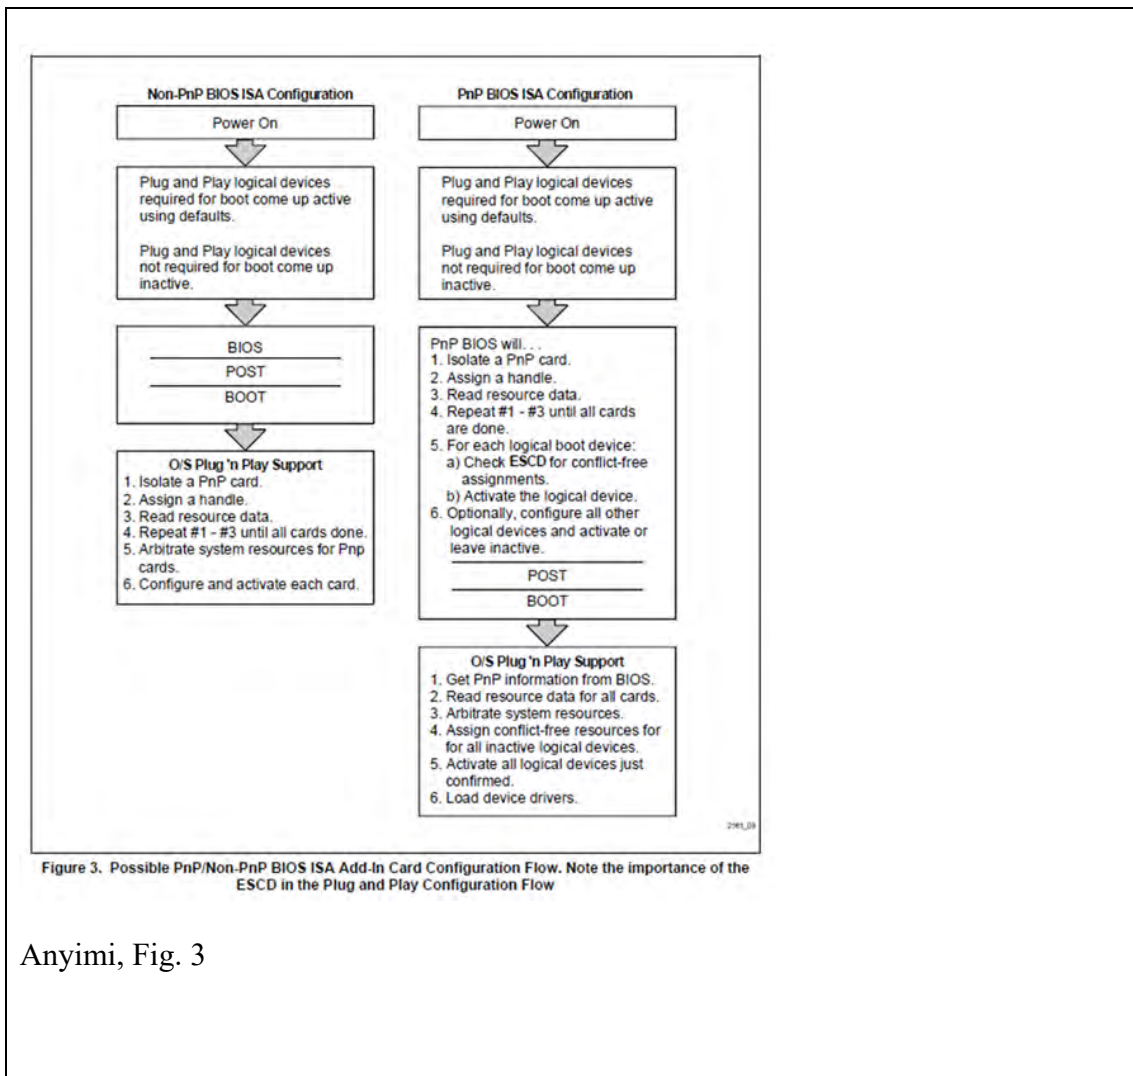 Non-PnP BIOS ISA Configuration
Power On
Plug and Play logical devices
required for boot come up active
using defaults.
Plug and Play logical devices
not required for boot come up
inactive.
BIOS
POST
BOOT
O/S Plug 'n Play Support
1. Isolate a PnP card.
2. Assign a handle.
3. Read resource data.
4. Repeat #1 - #3 until all cards done.
5. Arbitrate system resources for Pnp
cards.
6. Configure and activate each card.
PnP BIOS ISA Configuration
Power On
Plug and Play logical devices
required for boot come up active
using defaults.
Plug and Play logical devices
not required for boot come up
inactive.
PnP BIOS will. . .
1. Isolate a PnP card.
2. Assign a handle.
3. Read resource data.
4. Repeat #1 - #3 until all cards
are done.
5. For each logical boot device:
a) Check ESCD for conflict-free
assignments.
b) Activate the logical device.
6. Optionally, configure all other
logical devices and activate or
leave inactive.
POST
BOOT
O/S Plug 'n Play Support
1. Get PnP information from BIOS.
2. Read resource data for all cards.
3. Arbitrate system resources.
4. Assign conflict-free resources for
for all inactive logical devices.
5. Activate all logical devices just
confirmed.
6. Load device drivers.
Figure 3. Possible PnP/Non-PnP BIOS ISA Add-In Card Configuration Flow. Note the importance of the
ESCD in the Plug and Play Configuration Flow
Anyimi, Fig. 3